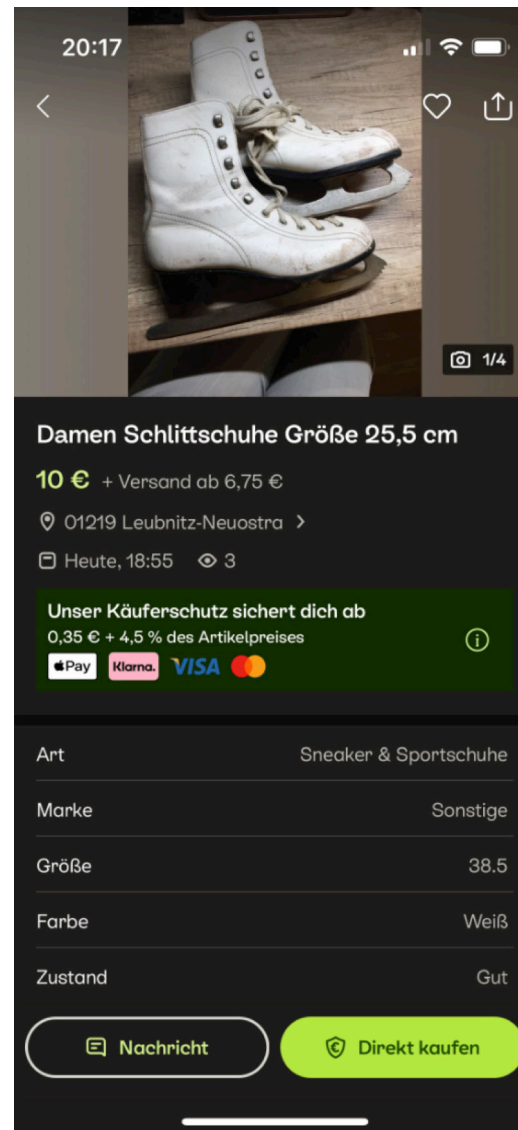 20:17
1/4
Damen Schlittschuhe Größe 25,5 cm
10 € + Versand ab 6,75 €
01219 Leubnitz-Neuostra
Heute, 18:55 3
Unser Käuferschutz sichert dich ab
0,35 € + 4,5 % des Artikelpreises
Pay Klarna. VISA
Art Sneaker & Sportschuhe
Marke Sonstige
Größe 38.5
Farbe Weiß
Zustand Gut
Nachricht Direkt kaufen